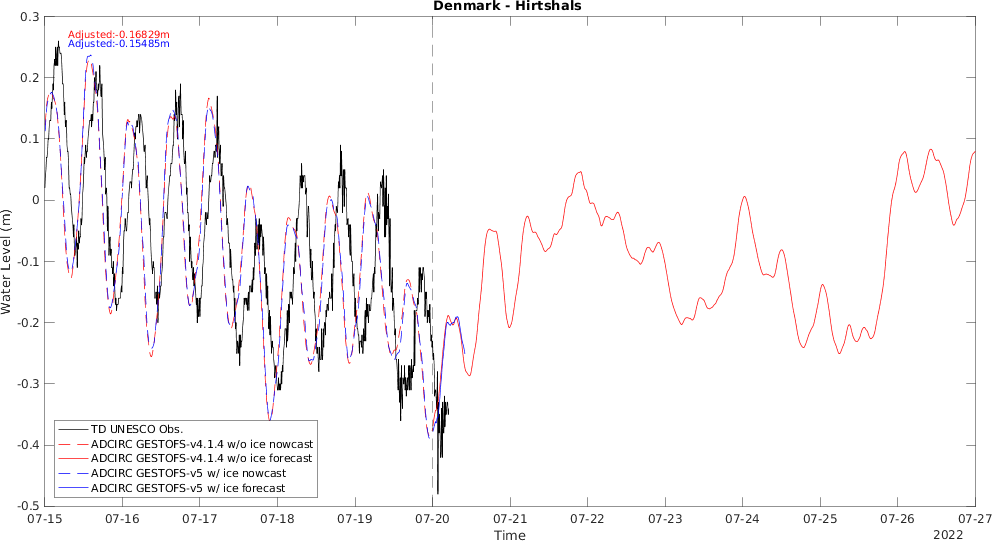 Denmark - Hirtshals
Adjusted:-0.16829m
Adjusted:-0.15485m
0.3
0.2
0.1
0
-0.1
-0.2
-0.3
-0.4
-0.5
Water Level (m)
TD UNESCO Obs.
ADCIRC GESTOFS-v4.1.4 w/o ice nowcast
ADCIRC GESTOFS-v4.1.4 w/o ice forecast
ADCIRC GESTOFS-v5 w/ ice nowcast
ADCIRC GESTOFS-v5 w/ ice forecast
07-15 07-16 07-17 07-18 07-19 07-20 07-21 07-22 07-23 07-24 07-25 07-26 07-27
Time
2022